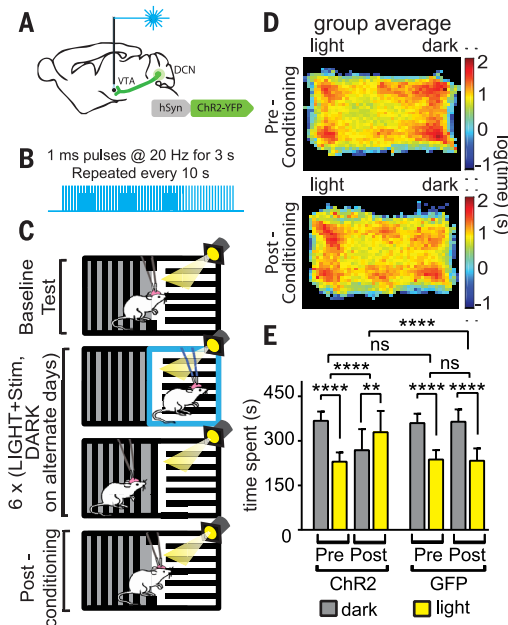 A
VTA
DCN
hSyn
ChR2-YFP
B
1 ms pulses @ 20 Hz for 3 s
Repeated every 10 s
C
Baseline
Test
6 x (LIGHT+Stim,
DARK
on alternate days)
Post -
conditioning
D
group average
light
dark
Pre -
Conditioning
2
1
0
-1
light
dark
Post -
Conditioning
2
1
0
-1
log(time) (s)
E
****
ns
****
ns
****
**
****
****
time spent (s)
450
300
150
0
Pre
Post
Pre
Post
ChR2
GFP
dark
light